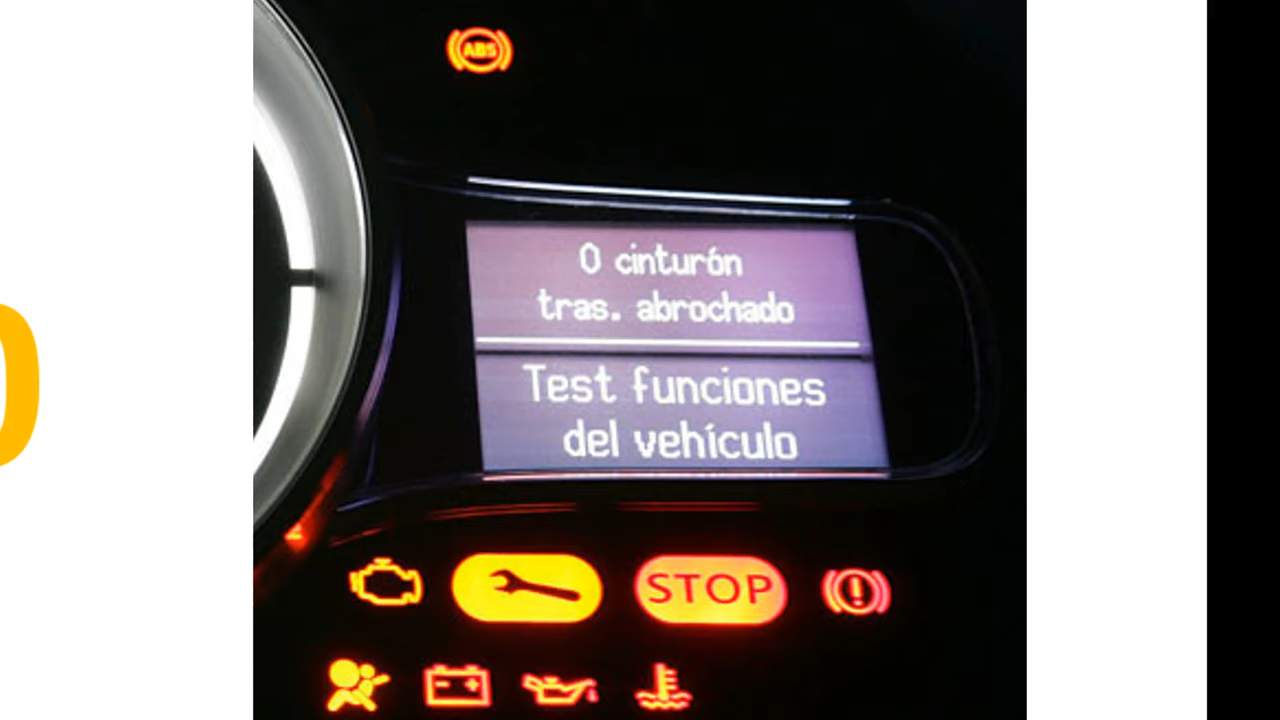 ABS
0 cinturón
tras. abrochado
Test funciones
del vehículo
STOP